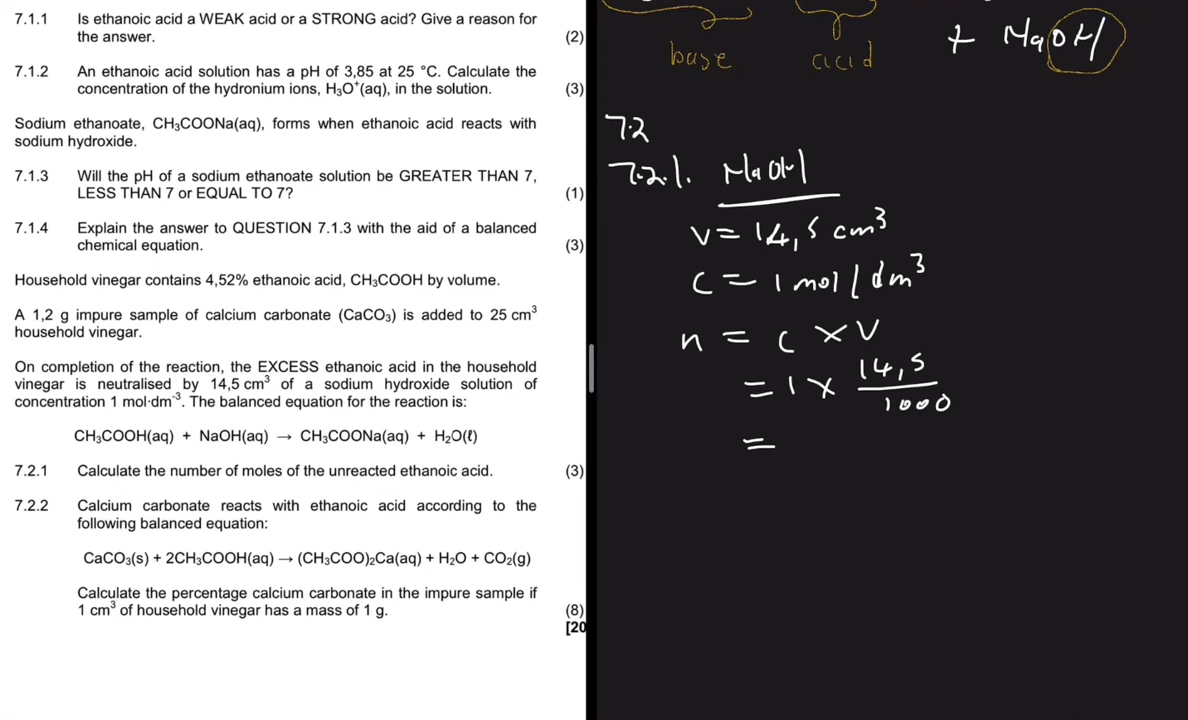 7.1.1 Is ethanoic acid a WEAK acid or a STRONG acid? Give a reason for
the answer. (2)
7.1.2 An ethanoic acid solution has a pH of 3,85 at 25 °C. Calculate the
concentration of the hydronium ions, H₃O⁺(aq), in the solution. (3)
Sodium ethanoate, CH₃COONa(aq), forms when ethanoic acid reacts with
sodium hydroxide.
7.1.3 Will the pH of a sodium ethanoate solution be GREATER THAN 7,
LESS THAN 7 or EQUAL TO 7? (1)
7.1.4 Explain the answer to QUESTION 7.1.3 with the aid of a balanced
chemical equation. (3)
Household vinegar contains 4,52% ethanoic acid, CH₃COOH by volume.
A 1,2 g impure sample of calcium carbonate (CaCO₃) is added to 25 cm³
household vinegar.
On completion of the reaction, the EXCESS ethanoic acid in the household
vinegar is neutralised by 14,5 cm³ of a sodium hydroxide solution of
concentration 1 mol·dm⁻³. The balanced equation for the reaction is:
CH₃COOH(aq) + NaOH(aq) → CH₃COONa(aq) + H₂O(ℓ)
7.2.1 Calculate the number of moles of the unreacted ethanoic acid. (3)
7.2.2 Calcium carbonate reacts with ethanoic acid according to the
following balanced equation:
CaCO₃(s) + 2CH₃COOH(aq) → (CH₃COO)₂Ca(aq) + H₂O + CO₂(g)
Calculate the percentage calcium carbonate in the impure sample if
1 cm³ of household vinegar has a mass of 1 g. (8)
[20
+ NaOH
base acid
7.2
7.2.1. NaOH
V = 14,5 cm³
c = 1 mol/dm³
n = c × V
= 1 × 14,5
1000
=